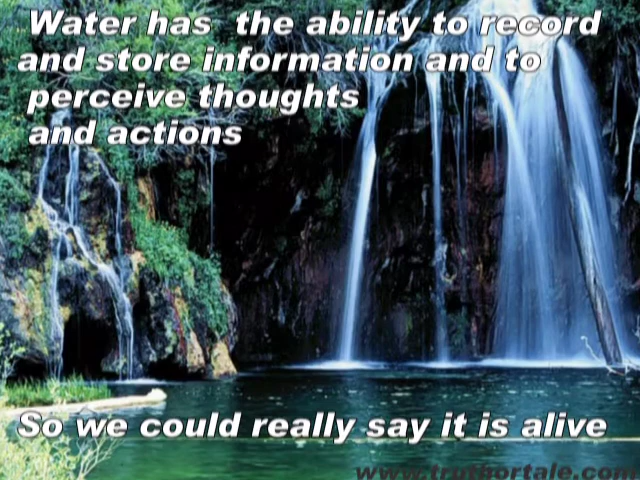 Water has the ability to record
and store information and to
perceive thoughts
and actions
So we could really say it is alive
www.truthortale.com